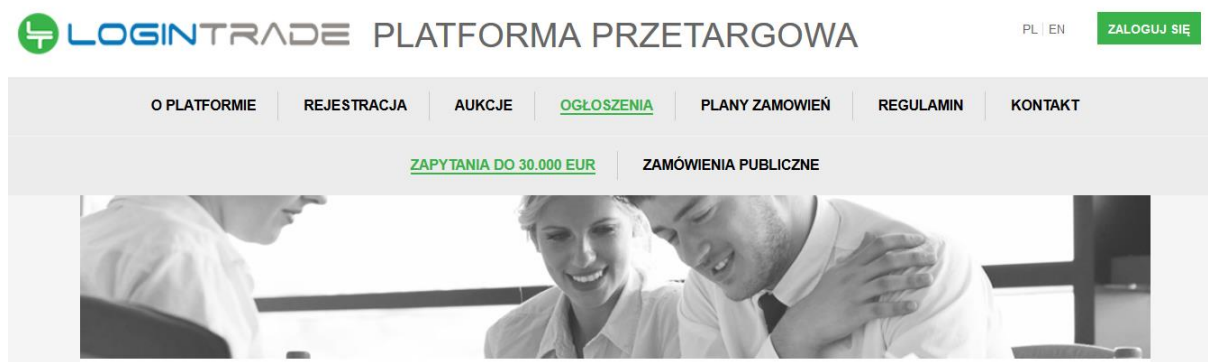 LOGINTRADE PLATFORMA PRZETARGOWA
PL | EN
ZALOGUJ SIĘ
O PLATFORMIE REJESTRACJA AUKCJE OGŁOSZENIA PLANY ZAMOWIEŃ REGULAMIN KONTAKT
ZAPYTANIA DO 30.000 EUR ZAMÓWIENIA PUBLICZNE